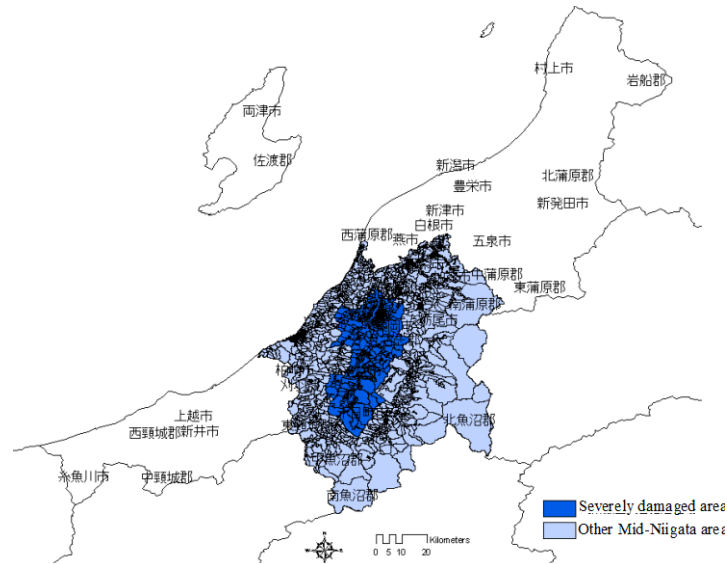 村上市
岩船郡
両津市
佐渡郡
新潟市
豊栄市
北蒲原郡
新発田市
新津市
白根市
西蒲原郡
燕市
五泉市
中蒲原郡
東蒲原郡
南蒲原郡
上越市
西頸城郡
新井市
北魚沼郡
糸魚川市
中頸城郡
南魚沼郡
Severely damaged area
Other Mid-Niigata area
N
Kilometers
0 5 10 20